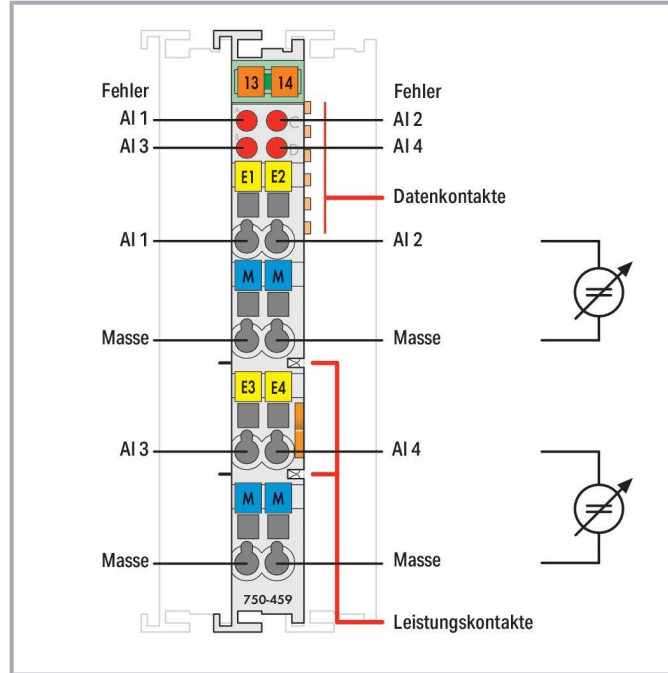 13 14
Fehler Fehler
AI 1 A C AI 2
AI 3 B D AI 4
E1 E2
Datenkontakte
AI 1 AI 2
M M
Masse Masse
E3 E4
AI 3 AI 4
M M
Masse Masse
750-459
Leistungskontakte